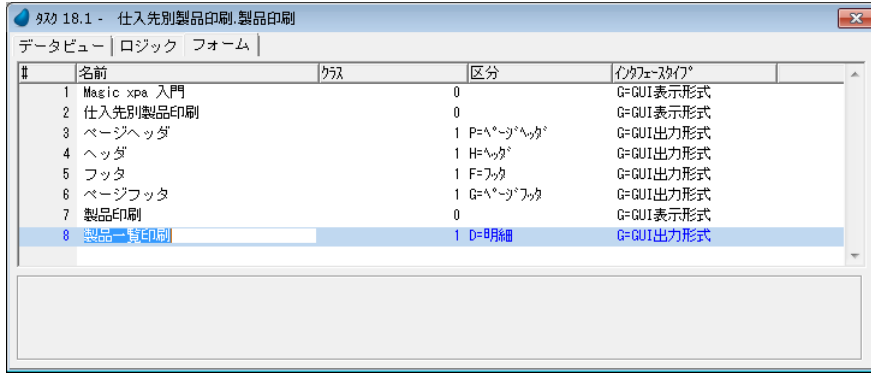 ﾀｽｸ 18.1 - 仕入先別製品印刷.製品印刷
データビュー ロジック フォーム
# 名前 ｸﾗｽ 区分 ｲﾝﾀﾌｪｰｽﾀｲﾌﾟ
1 Magic xpa 入門 0 G=GUI表示形式
2 仕入先別製品印刷 0 G=GUI表示形式
3 ページヘッダ 1 P=ﾍﾟｰｼﾞﾍｯﾀﾞ G=GUI出力形式
4 ヘッダ 1 H=ﾍｯﾀﾞ G=GUI出力形式
5 フッタ 1 F=ﾌｯﾀ G=GUI出力形式
6 ページフッタ 1 G=ﾍﾟｰｼﾞﾌｯﾀ G=GUI出力形式
7 製品印刷 0 G=GUI表示形式
8 製品一覧印刷 1 D=明細 G=GUI出力形式